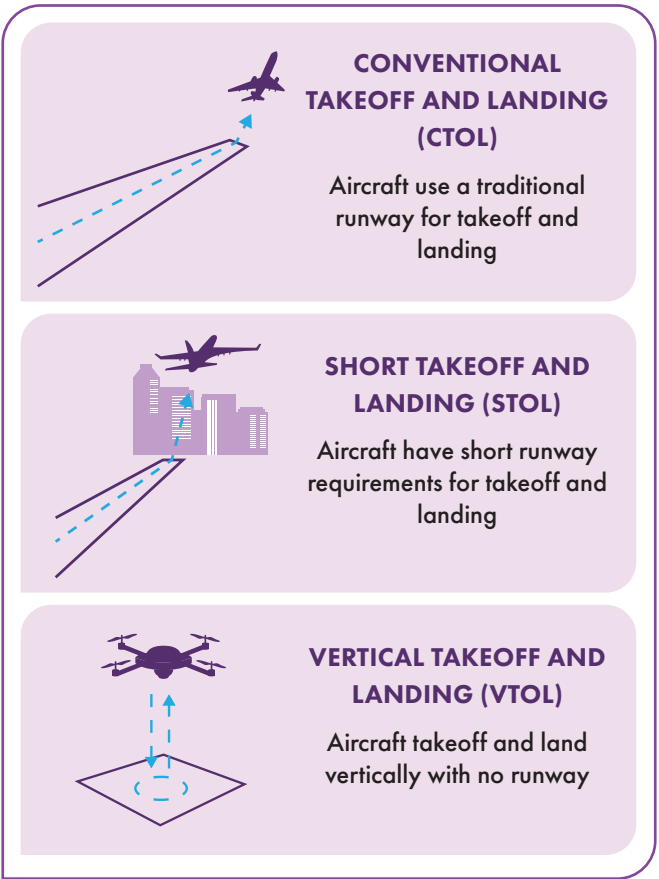 CONVENTIONAL
TAKEOFF AND LANDING
(CTOL)
Aircraft use a traditional
runway for takeoff and
landing
SHORT TAKEOFF AND
LANDING (STOL)
Aircraft have short runway
requirements for takeoff and
landing
VERTICAL TAKEOFF AND
LANDING (VTOL)
Aircraft takeoff and land
vertically with no runway